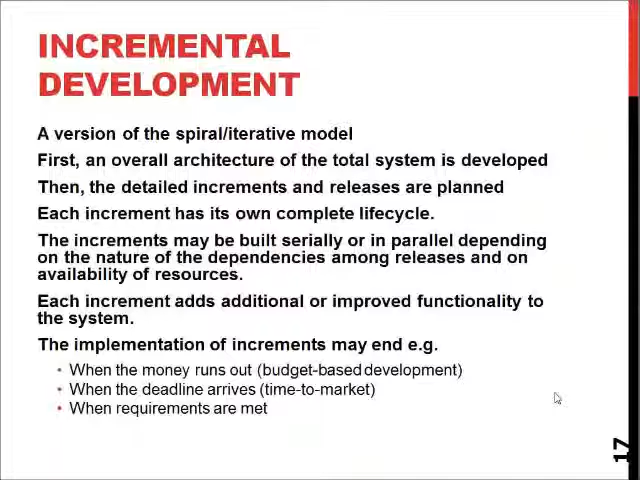 INCREMENTAL
DEVELOPMENT
A version of the spiral/iterative model
First, an overall architecture of the total system is developed
Then, the detailed increments and releases are planned
Each increment has its own complete lifecycle.
The increments may be built serially or in parallel depending
on the nature of the dependencies among releases and on
availability of resources.
Each increment adds additional or improved functionality to
the system.
The implementation of increments may end e.g.
• When the money runs out (budget-based development)
• When the deadline arrives (time-to-market)
• When requirements are met
17